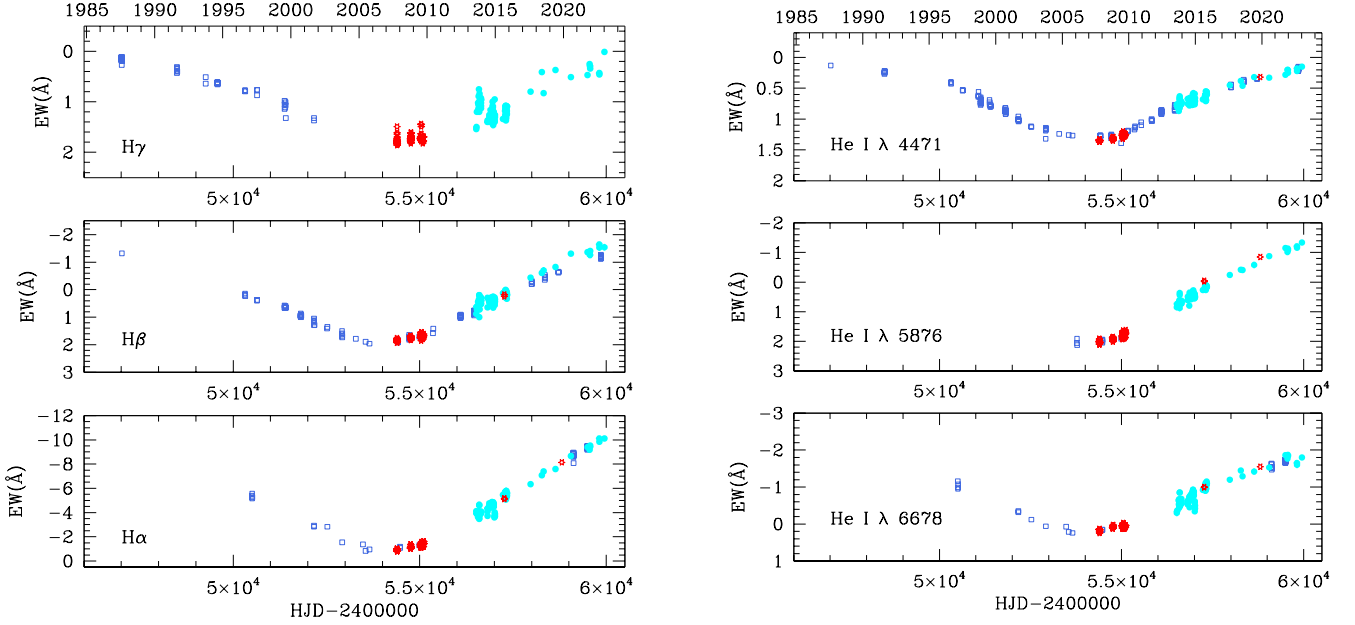 1985 1990 1995 2000 2005 2010 2015 2020
0
1
2
EW(Å)
Hγ
5×10⁴ 5.5×10⁴ 6×10⁴
-2
-1
0
1
2
3
EW(Å)
Hβ
5×10⁴ 5.5×10⁴ 6×10⁴
-12
-10
-8
-6
-4
-2
0
EW(Å)
Hα
5×10⁴ 5.5×10⁴ 6×10⁴
HJD-2400000
1985 1990 1995 2000 2005 2010 2015 2020
0
0.5
1
1.5
2
EW(Å)
He I λ 4471
5×10⁴ 5.5×10⁴ 6×10⁴
-2
-1
0
1
2
3
EW(Å)
He I λ 5876
5×10⁴ 5.5×10⁴ 6×10⁴
-3
-2
-1
0
1
EW(Å)
He I λ 6678
5×10⁴ 5.5×10⁴ 6×10⁴
HJD-2400000